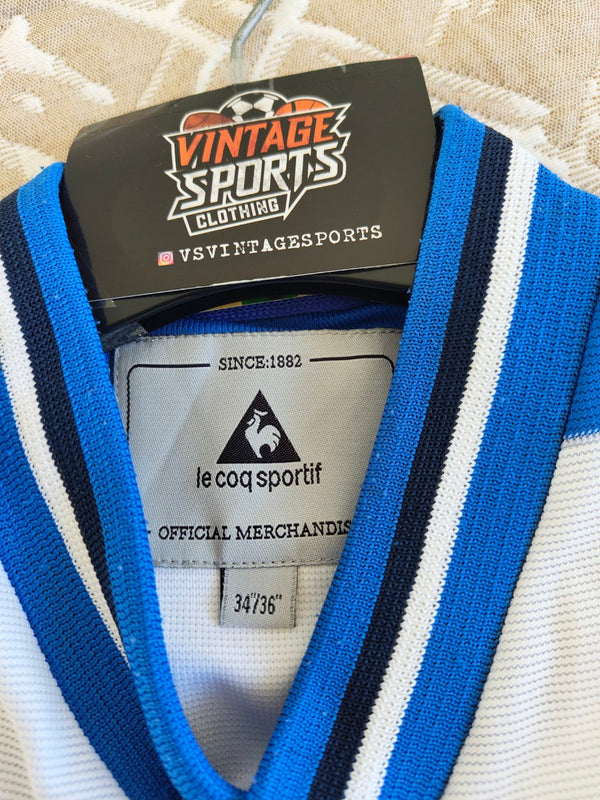 VINTAGE
SPORTS
CLOTHING
VSVINTAGESPORTS
SINCE:1882
le coq sportif
OFFICIAL MERCHANDIS
34"/36"